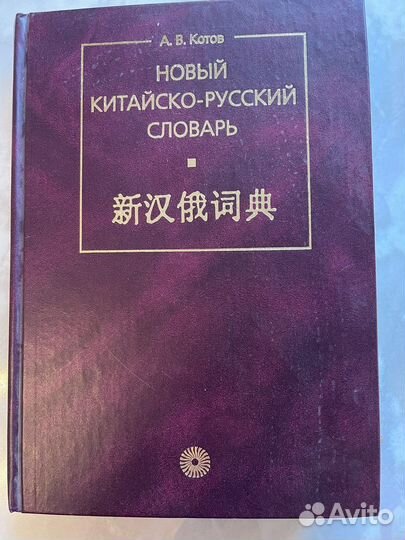 А. В. Котов
НОВЫЙ
КИТАЙСКО-РУССКИЙ
СЛОВАРЬ
新汉俄词典
Avito